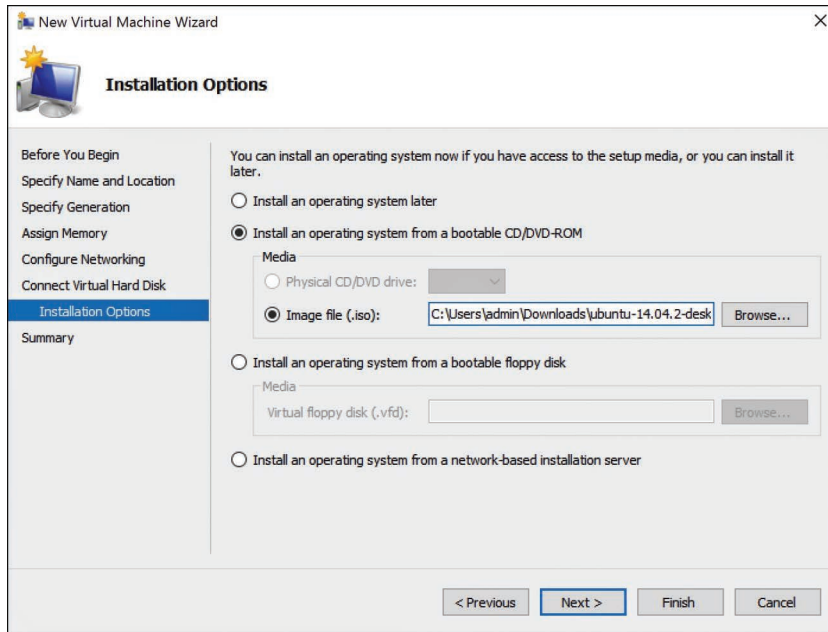 New Virtual Machine Wizard
Installation Options
Before You Begin
Specify Name and Location
Specify Generation
Assign Memory
Configure Networking
Connect Virtual Hard Disk
Installation Options
Summary
You can install an operating system now if you have access to the setup media, or you can install it
later.
Install an operating system later
Install an operating system from a bootable CD/DVD-ROM
Media
Physical CD/DVD drive:
Image file (.iso):
C:\Users\admin\Downloads\ubuntu-14.04.2-desk
Browse...
Install an operating system from a bootable floppy disk
Media
Virtual floppy disk (.vfd):
Browse...
Install an operating system from a network-based installation server
< Previous
Next >
Finish
Cancel